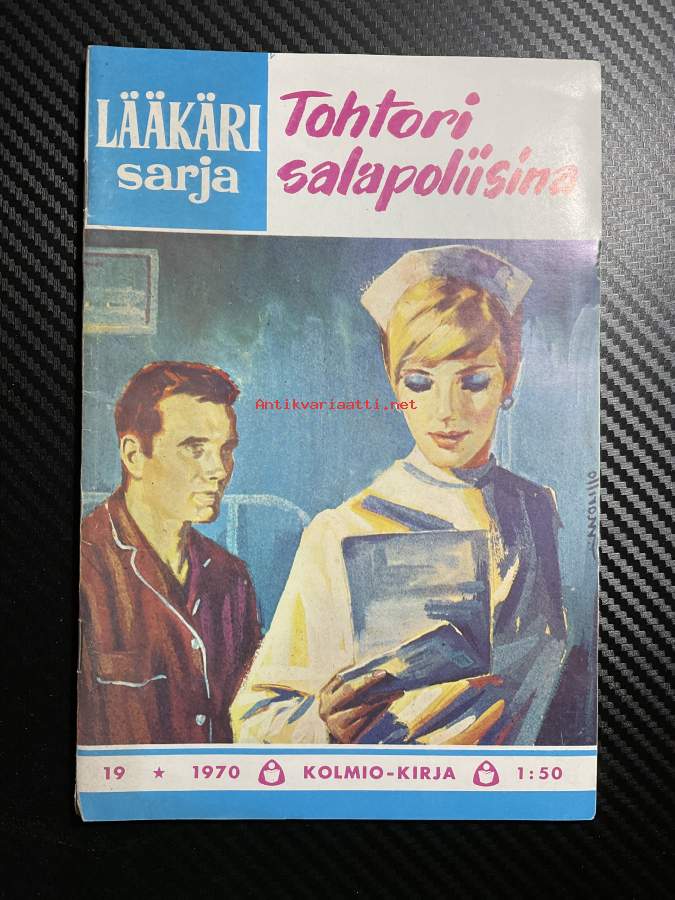 LÄÄKÄRI
sarja
Tohtori
salapoliisina
Antikvariaatti.net
19 ★ 1970 KOLMIO-KIRJA 1:50